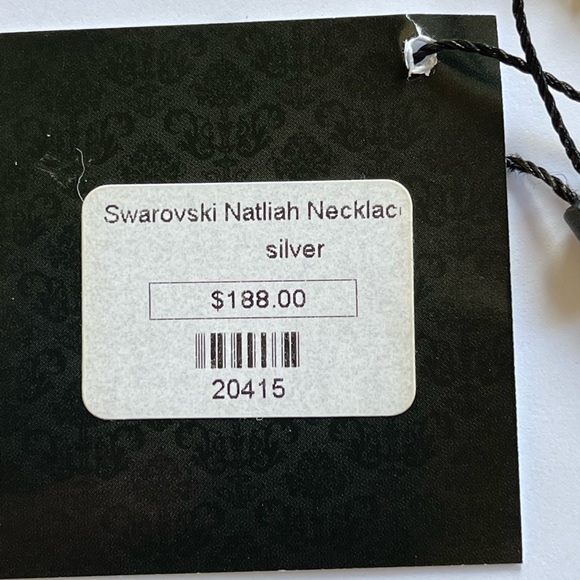 Swarovski Natliah Necklac
silver
$188.00
20415